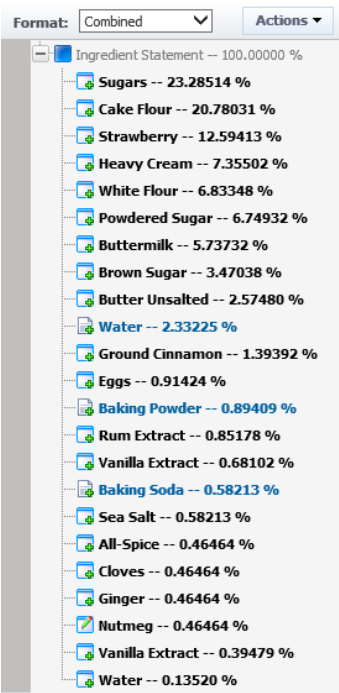 Format: Combined Actions
Ingredient Statement -- 100.00000 %
Sugars -- 23.28514 %
Cake Flour -- 20.78031 %
Strawberry -- 12.59413 %
Heavy Cream -- 7.35502 %
White Flour -- 6.83348 %
Powdered Sugar -- 6.74932 %
Buttermilk -- 5.73732 %
Brown Sugar -- 3.47038 %
Butter Unsalted -- 2.57480 %
Water -- 2.33225 %
Ground Cinnamon -- 1.39392 %
Eggs -- 0.91424 %
Baking Powder -- 0.89409 %
Rum Extract -- 0.85178 %
Vanilla Extract -- 0.68102 %
Baking Soda -- 0.58213 %
Sea Salt -- 0.58213 %
All-Spice -- 0.46464 %
Cloves -- 0.46464 %
Ginger -- 0.46464 %
Nutmeg -- 0.46464 %
Vanilla Extract -- 0.39479 %
Water -- 0.13520 %